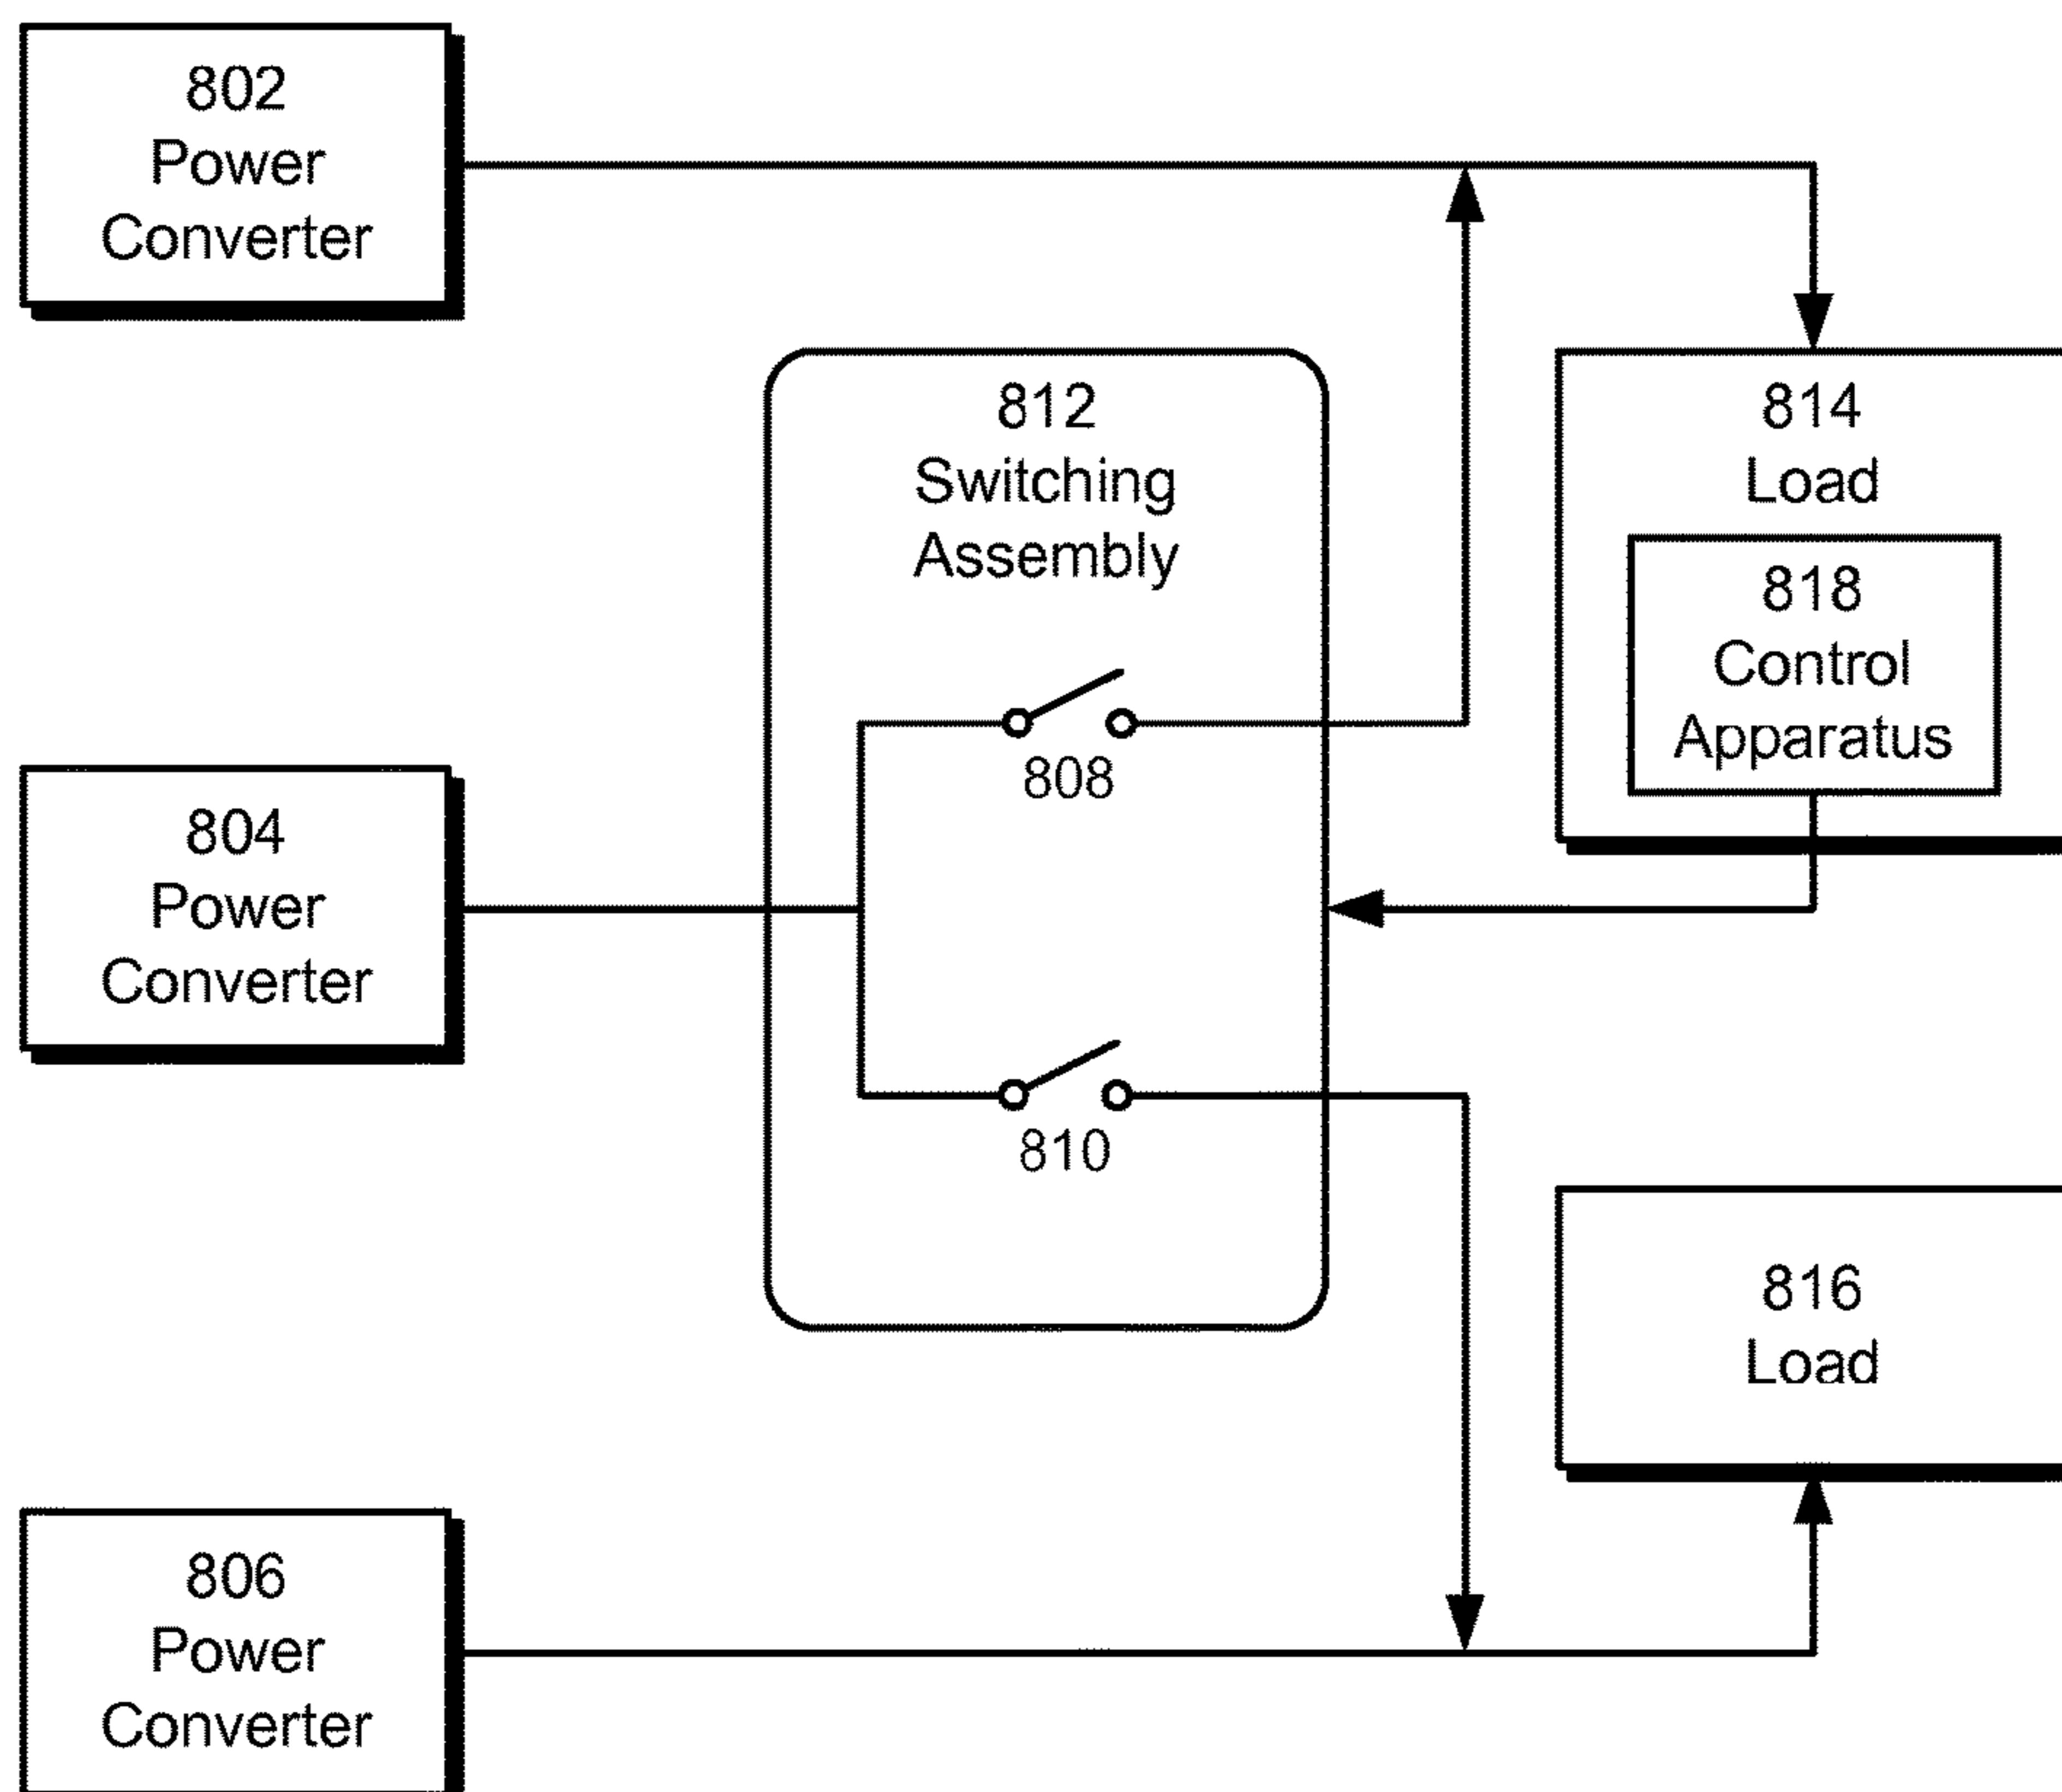 802
Power
Converter
812
Switching
Assembly
814
Load
818
Control
Apparatus
808
804
Power
Converter
810
816
Load
806
Power
Converter